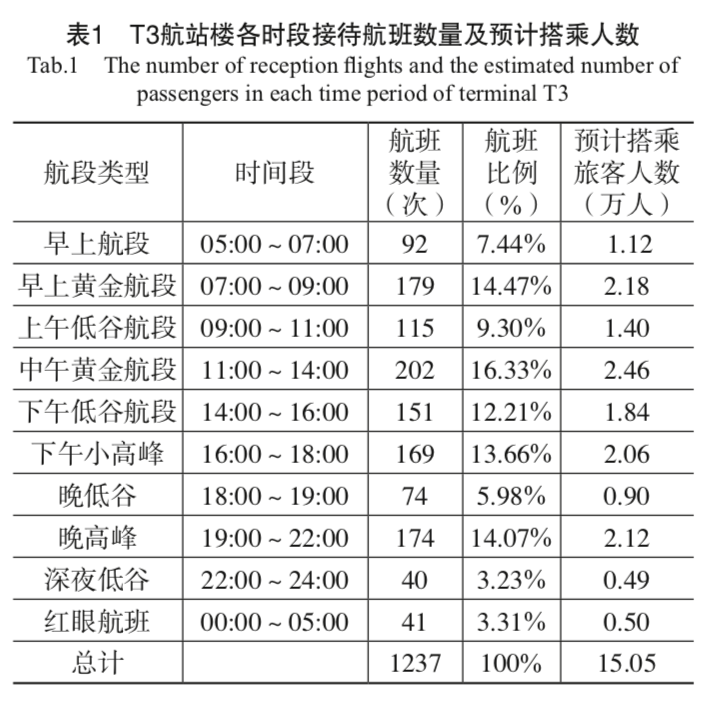 表1 T3航站楼各时段接待航班数量及预计搭乘人数
Tab.1 The number of reception flights and the estimated number of
passengers in each time period of terminal T3
航段类型 时间段 航班数量（次） 航班比例（%） 预计搭乘旅客人数（万人）
早上航段 05:00 ~ 07:00 92 7.44% 1.12
早上黄金航段 07:00 ~ 09:00 179 14.47% 2.18
上午低谷航段 09:00 ~ 11:00 115 9.30% 1.40
中午黄金航段 11:00 ~ 14:00 202 16.33% 2.46
下午低谷航段 14:00 ~ 16:00 151 12.21% 1.84
下午小高峰 16:00 ~ 18:00 169 13.66% 2.06
晚低谷 18:00 ~ 19:00 74 5.98% 0.90
晚高峰 19:00 ~ 22:00 174 14.07% 2.12
深夜低谷 22:00 ~ 24:00 40 3.23% 0.49
红眼航班 00:00 ~ 05:00 41 3.31% 0.50
总计 1237 100% 15.05